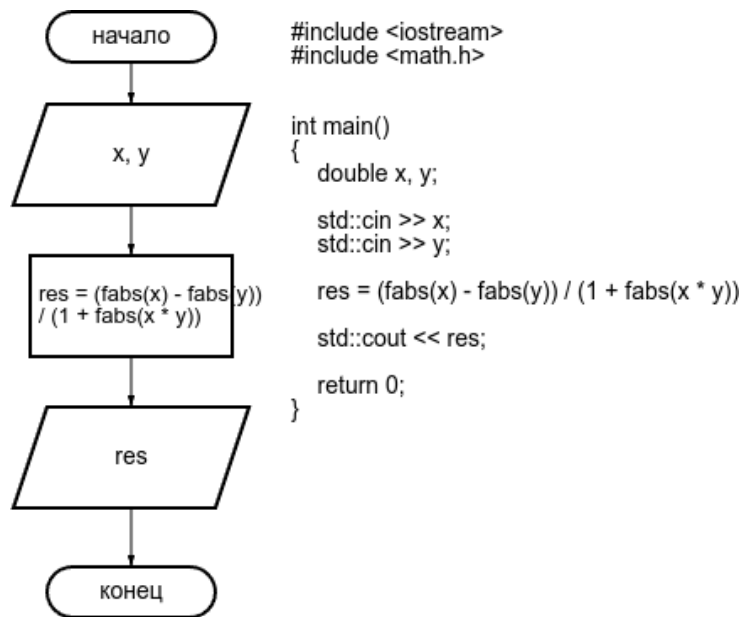 начало
x, y
res = (fabs(x) - fabs(y))
/ (1 + fabs(x * y))
res
конец
#include <iostream>
#include <math.h>
int main()
{
double x, y;
std::cin >> x;
std::cin >> y;
res = (fabs(x) - fabs(y)) / (1 + fabs(x * y))
std::cout << res;
return 0;
}